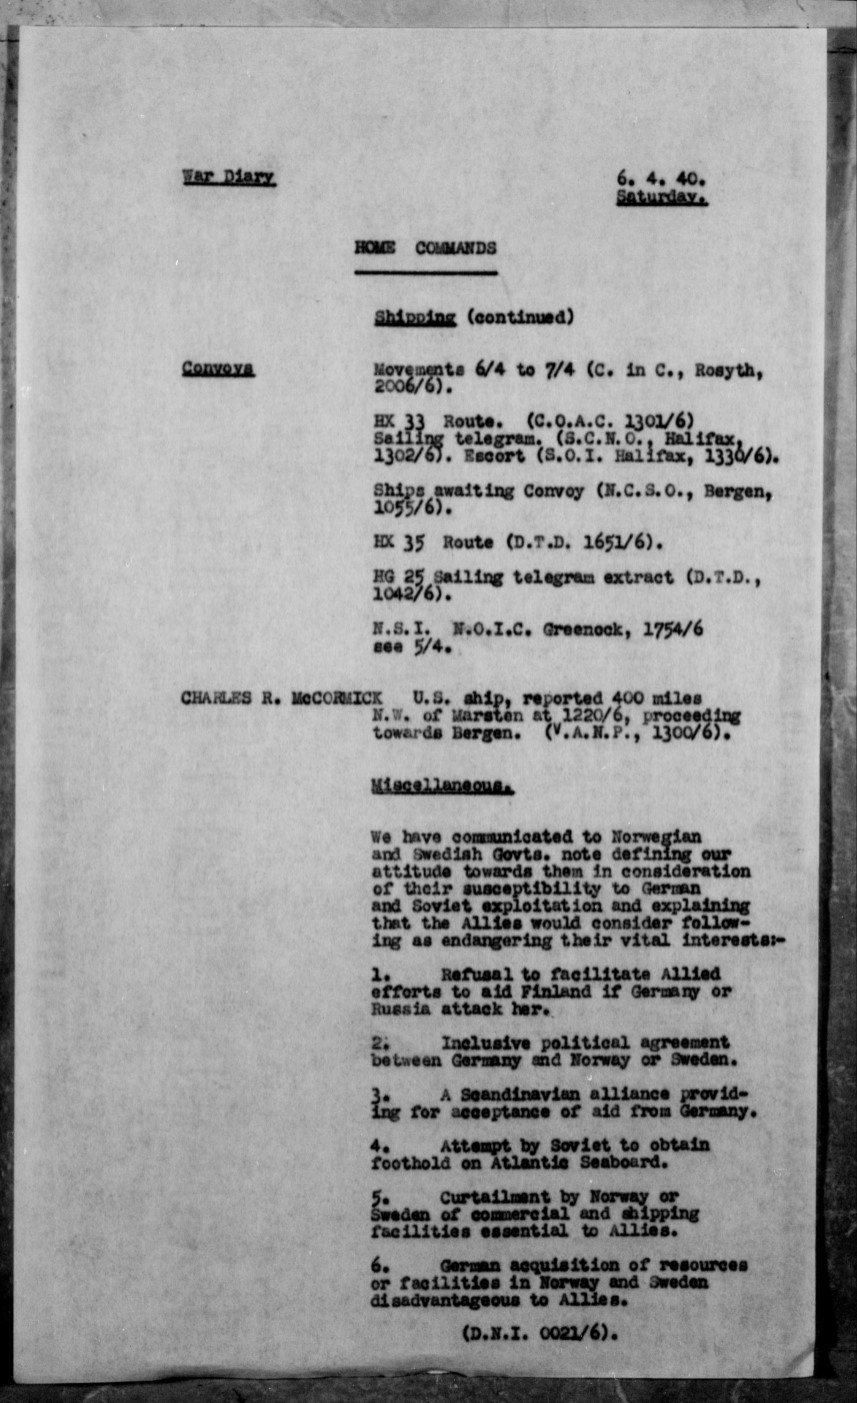 War Diary
6. 4. 40.
Saturday.
HOME COMMANDS
Shipping (continued)
Convoys
Movements 6/4 to 7/4 (C. in C., Rosyth,
2006/6).
HX 33 Route. (C.O.A.C. 1301/6)
Sailing telegram. (S.C.N.O., Halifax,
1302/6). Escort (S.O.I. Halifax, 1330/6).
Ships awaiting Convoy (N.C.S.O., Bergen,
1055/6).
HX 35 Route (D.T.D. 1651/6).
HG 25 Sailing telegram extract (D.T.D.,
1042/6).
N.S.I. N.O.I.C. Greenock, 1754/6
see 5/4.
CHARLES R. McCORMICK U.S. ship, reported 400 miles
N.W. of Marsten at 1220/6, proceeding
towards Bergen. (V.A.N.P., 1300/6).
Miscellaneous.
We have communicated to Norwegian
and Swedish Govts. note defining our
attitude towards them in consideration
of their susceptibility to German
and Soviet exploitation and explaining
that the Allies would consider follow-
ing as endangering their vital interests:-
1. Refusal to facilitate Allied
efforts to aid Finland if Germany or
Russia attack her.
2. Inclusive political agreement
between Germany and Norway or Sweden.
3. A Scandinavian alliance provid-
ing for acceptance of aid from Germany.
4. Attempt by Soviet to obtain
foothold on Atlantic Seaboard.
5. Curtailment by Norway or
Sweden of commercial and shipping
facilities essential to Allies.
6. German acquisition of resources
or facilities in Norway and Sweden
disadvantageous to Allies.
(D.N.I. 0021/6).